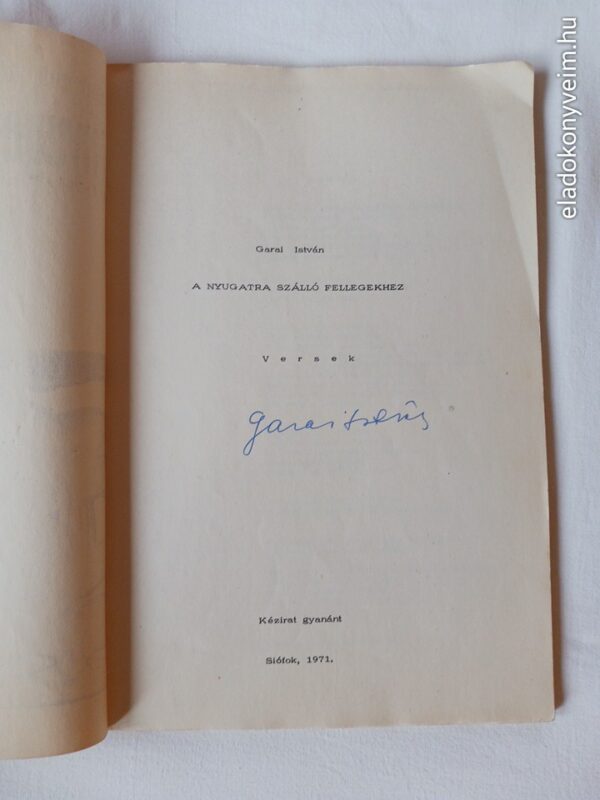 Garai István
A NYUGATRA SZÁLLÓ FELLEGEKHEZ
Versek
Garai István
Kézirat gyanánt
Siófok, 1971.
eladokonyveim.hu